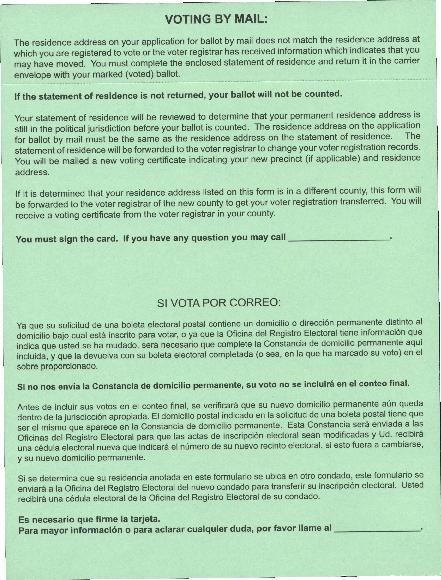 VOTING BY MAIL:
The residence address on your application for ballot by mail does not match the residence address at
which you are registered to vote or the voter registrar has received information which indicates that you
may have moved. You must complete the enclosed statement of residence and return it in the carrier
envelope with your marked (voted) ballot.
If the statement of residence is not returned, your ballot will not be counted.
Your statement of residence will be reviewed to determine that your permanent residence address is
still in the political jurisdiction before your ballot is counted. The residence address on the application
for ballot by mail must be the same as the residence address on the statement of residence. The
statement of residence will be forwarded to the voter registrar to change your voter registration records.
You will be mailed a new voting certificate indicating your new precinct (if applicable) and residence
address.
If it is determined that your residence address listed on this form is in a different county, this form will
be forwarded to the voter registrar of the new county to get your voter registration transferred. You will
receive a voting certificate from the voter registrar in your county.
You must sign the card. If you have any question you may call ____________________.
SI VOTA POR CORREO:
Ya que su solicitud de una boleta electoral postal contiene un domicilio o dirección permanente distinto al
domicilio bajo cual está inscrito para votar, o ya que la Oficina del Registro Electoral tiene información que
indica que usted se ha mudado, será necesario que complete la Constancia de domicilio permanente aquí
incluida, y que la devuelva con su boleta electoral completada (o sea, en la que ha marcado su voto) en el
sobre proporcionado.
Si no nos envía la Constancia de domicilio permanente, su voto no se incluirá en el conteo final.
Antes de incluir sus votos en el conteo final, se verificará que su nuevo domicilio permanente aún queda
dentro de la jurisdicción apropiada. El domicilio postal indicado en la solicitud de una boleta postal tiene que
ser el mismo que aparece en la Constancia de domicilio permanente. Esta Constancia será enviada a las
Oficinas del Registro Electoral para que las actas de inscripción electoral sean modificadas y Ud. recibirá
una cédula electoral nueva que indicará el número de su nuevo recinto electoral, si esto fuera a cambiarse,
y su nuevo domicilio permanente.
Si se determina que su residencia anotada en este formulario se ubica en otro condado, este formulario se
enviará a la Oficina del Registro Electoral del nuevo condado para transferir su inscripción electoral. Usted
recibirá una cédula electoral de la Oficina del Registro Electoral de su condado.
Es necesario que firme la tarjeta.
Para mayor información o para aclarar cualquier duda, por favor llame al _________________.